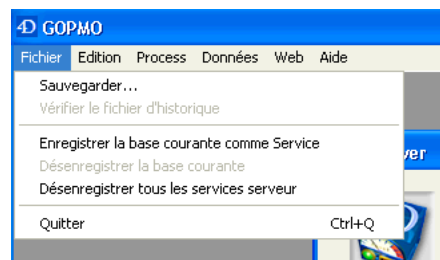 4D GOPMO
Fichier Edition Process Données Web Aide
Sauvegarder...
Vérifier le fichier d'historique
Enregistrer la base courante comme Service
Désenregistrer la base courante
Désenregistrer tous les services serveur
Quitter Ctrl+Q
ver